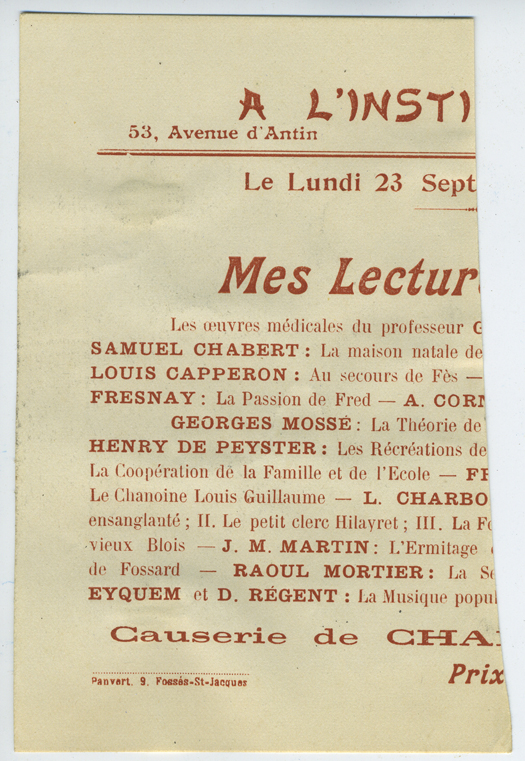 A L'INSTI
53, Avenue d'Antin
Le Lundi 23 Sept
Mes Lectur
Les œuvres médicales du professeur G
SAMUEL CHABERT : La maison natale de
LOUIS CAPPERON : Au secours de Fès —
FRESNAY : La Passion de Fred — A. CORN
GEORGES MOSSÉ : La Théorie de
HENRY DE PEYSTER : Les Récréations de
La Coopération de la Famille et de l'Ecole — FR
Le Chanoine Louis Guillaume — L. CHARBO
ensanglanté ; II. Le petit clerc Hilayret ; III. La Fo
vieux Blois — J. M. MARTIN : L'Ermitage
de Fossard — RAOUL MORTIER : La Se
EYQUEM et D. RÉGENT : La Musique popul
Causerie de CHA
Prix
Panvert. 9. Fossés-St-Jacques